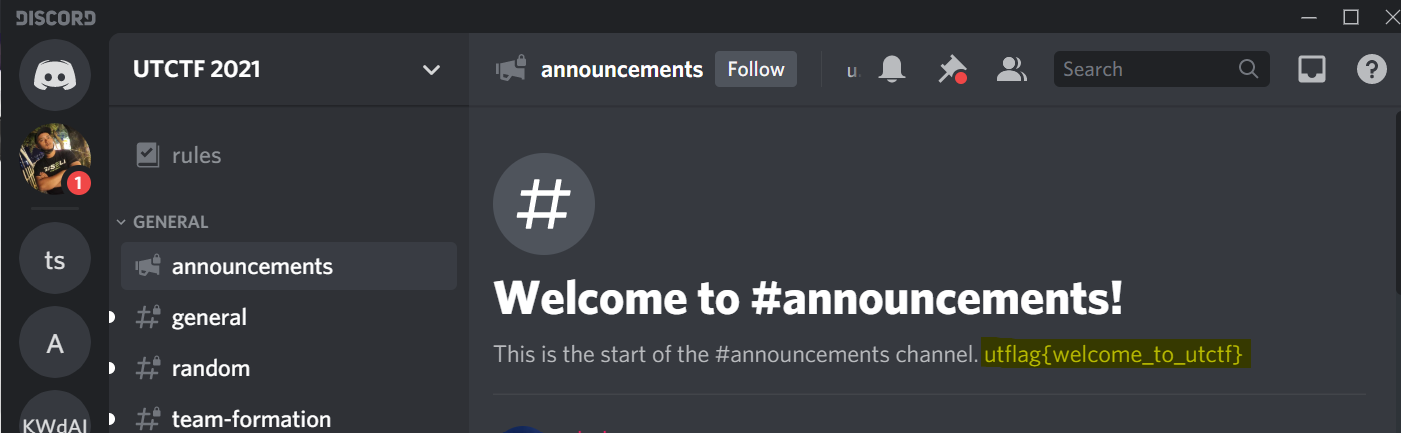 DISCORD
UTCTF 2021
announcements Follow u. Search
rules
1
GENERAL
ts
announcements
general
A
random
KWdAI
team-formation
#
Welcome to #announcements!
This is the start of the #announcements channel. utflag{welcome_to_utctf}